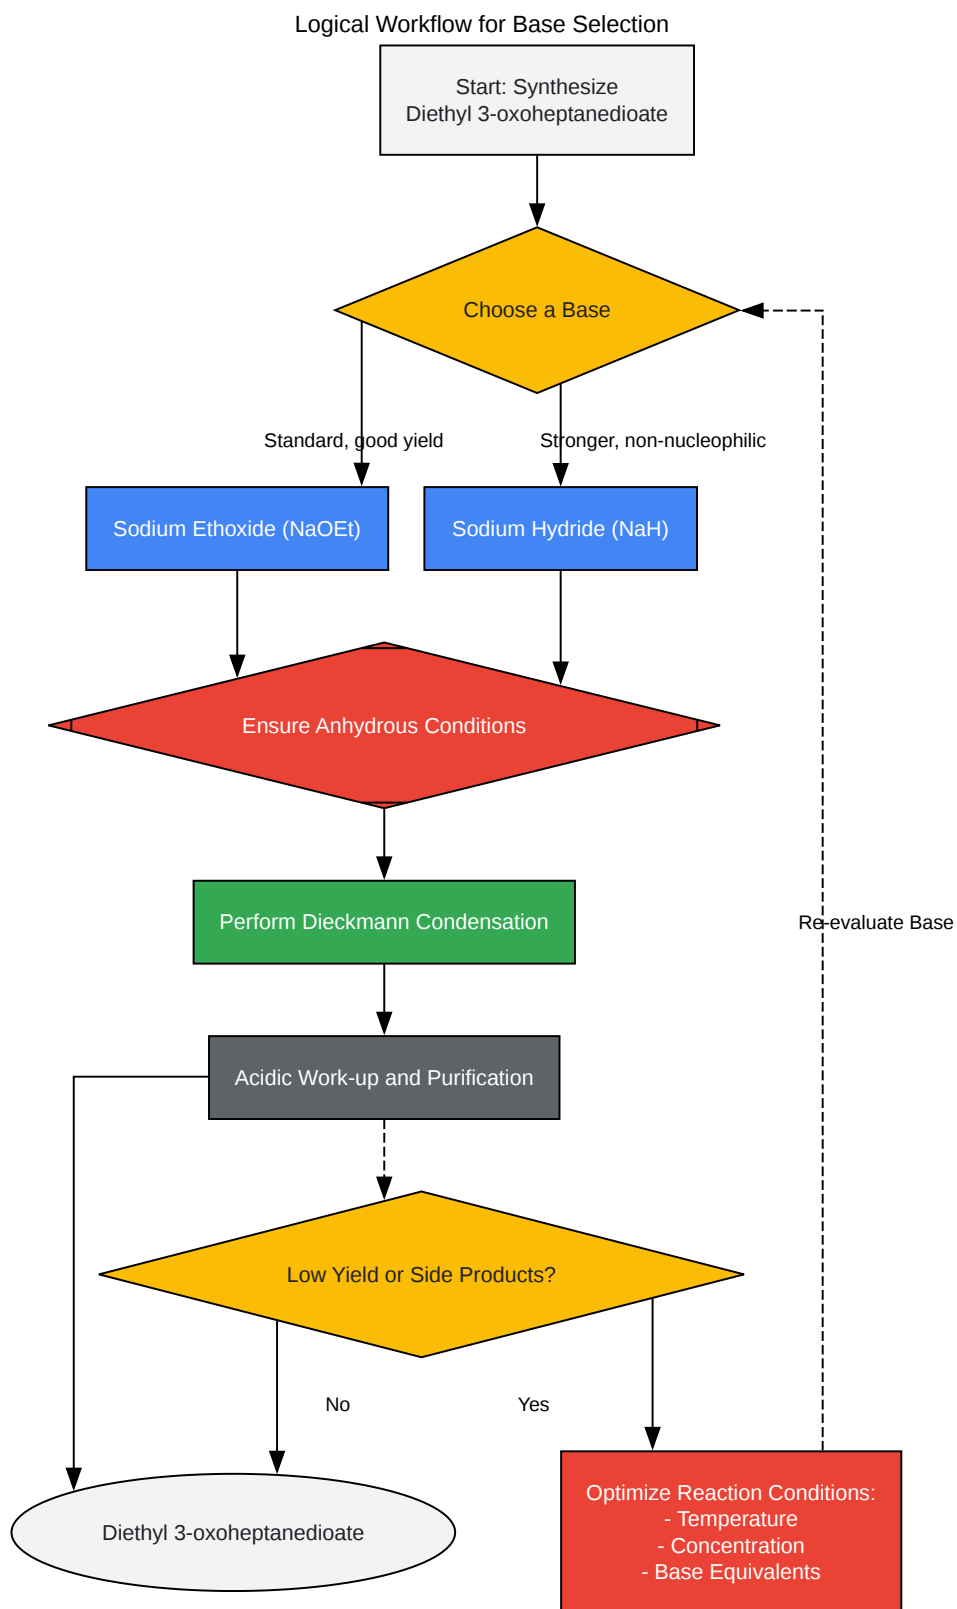 Logical Workflow for Base Selection
Start: Synthesize
Diethyl 3-oxoheptanedioate
Choose a Base
Standard, good yield
Stronger, non-nucleophilic
Sodium Ethoxide (NaOEt)
Sodium Hydride (NaH)
Ensure Anhydrous Conditions
Perform Dieckmann Condensation
Re-evaluate Base
Acidic Work-up and Purification
Low Yield or Side Products?
No
Yes
Diethyl 3-oxoheptanedioate
Optimize Reaction Conditions:
- Temperature
- Concentration
- Base Equivalents